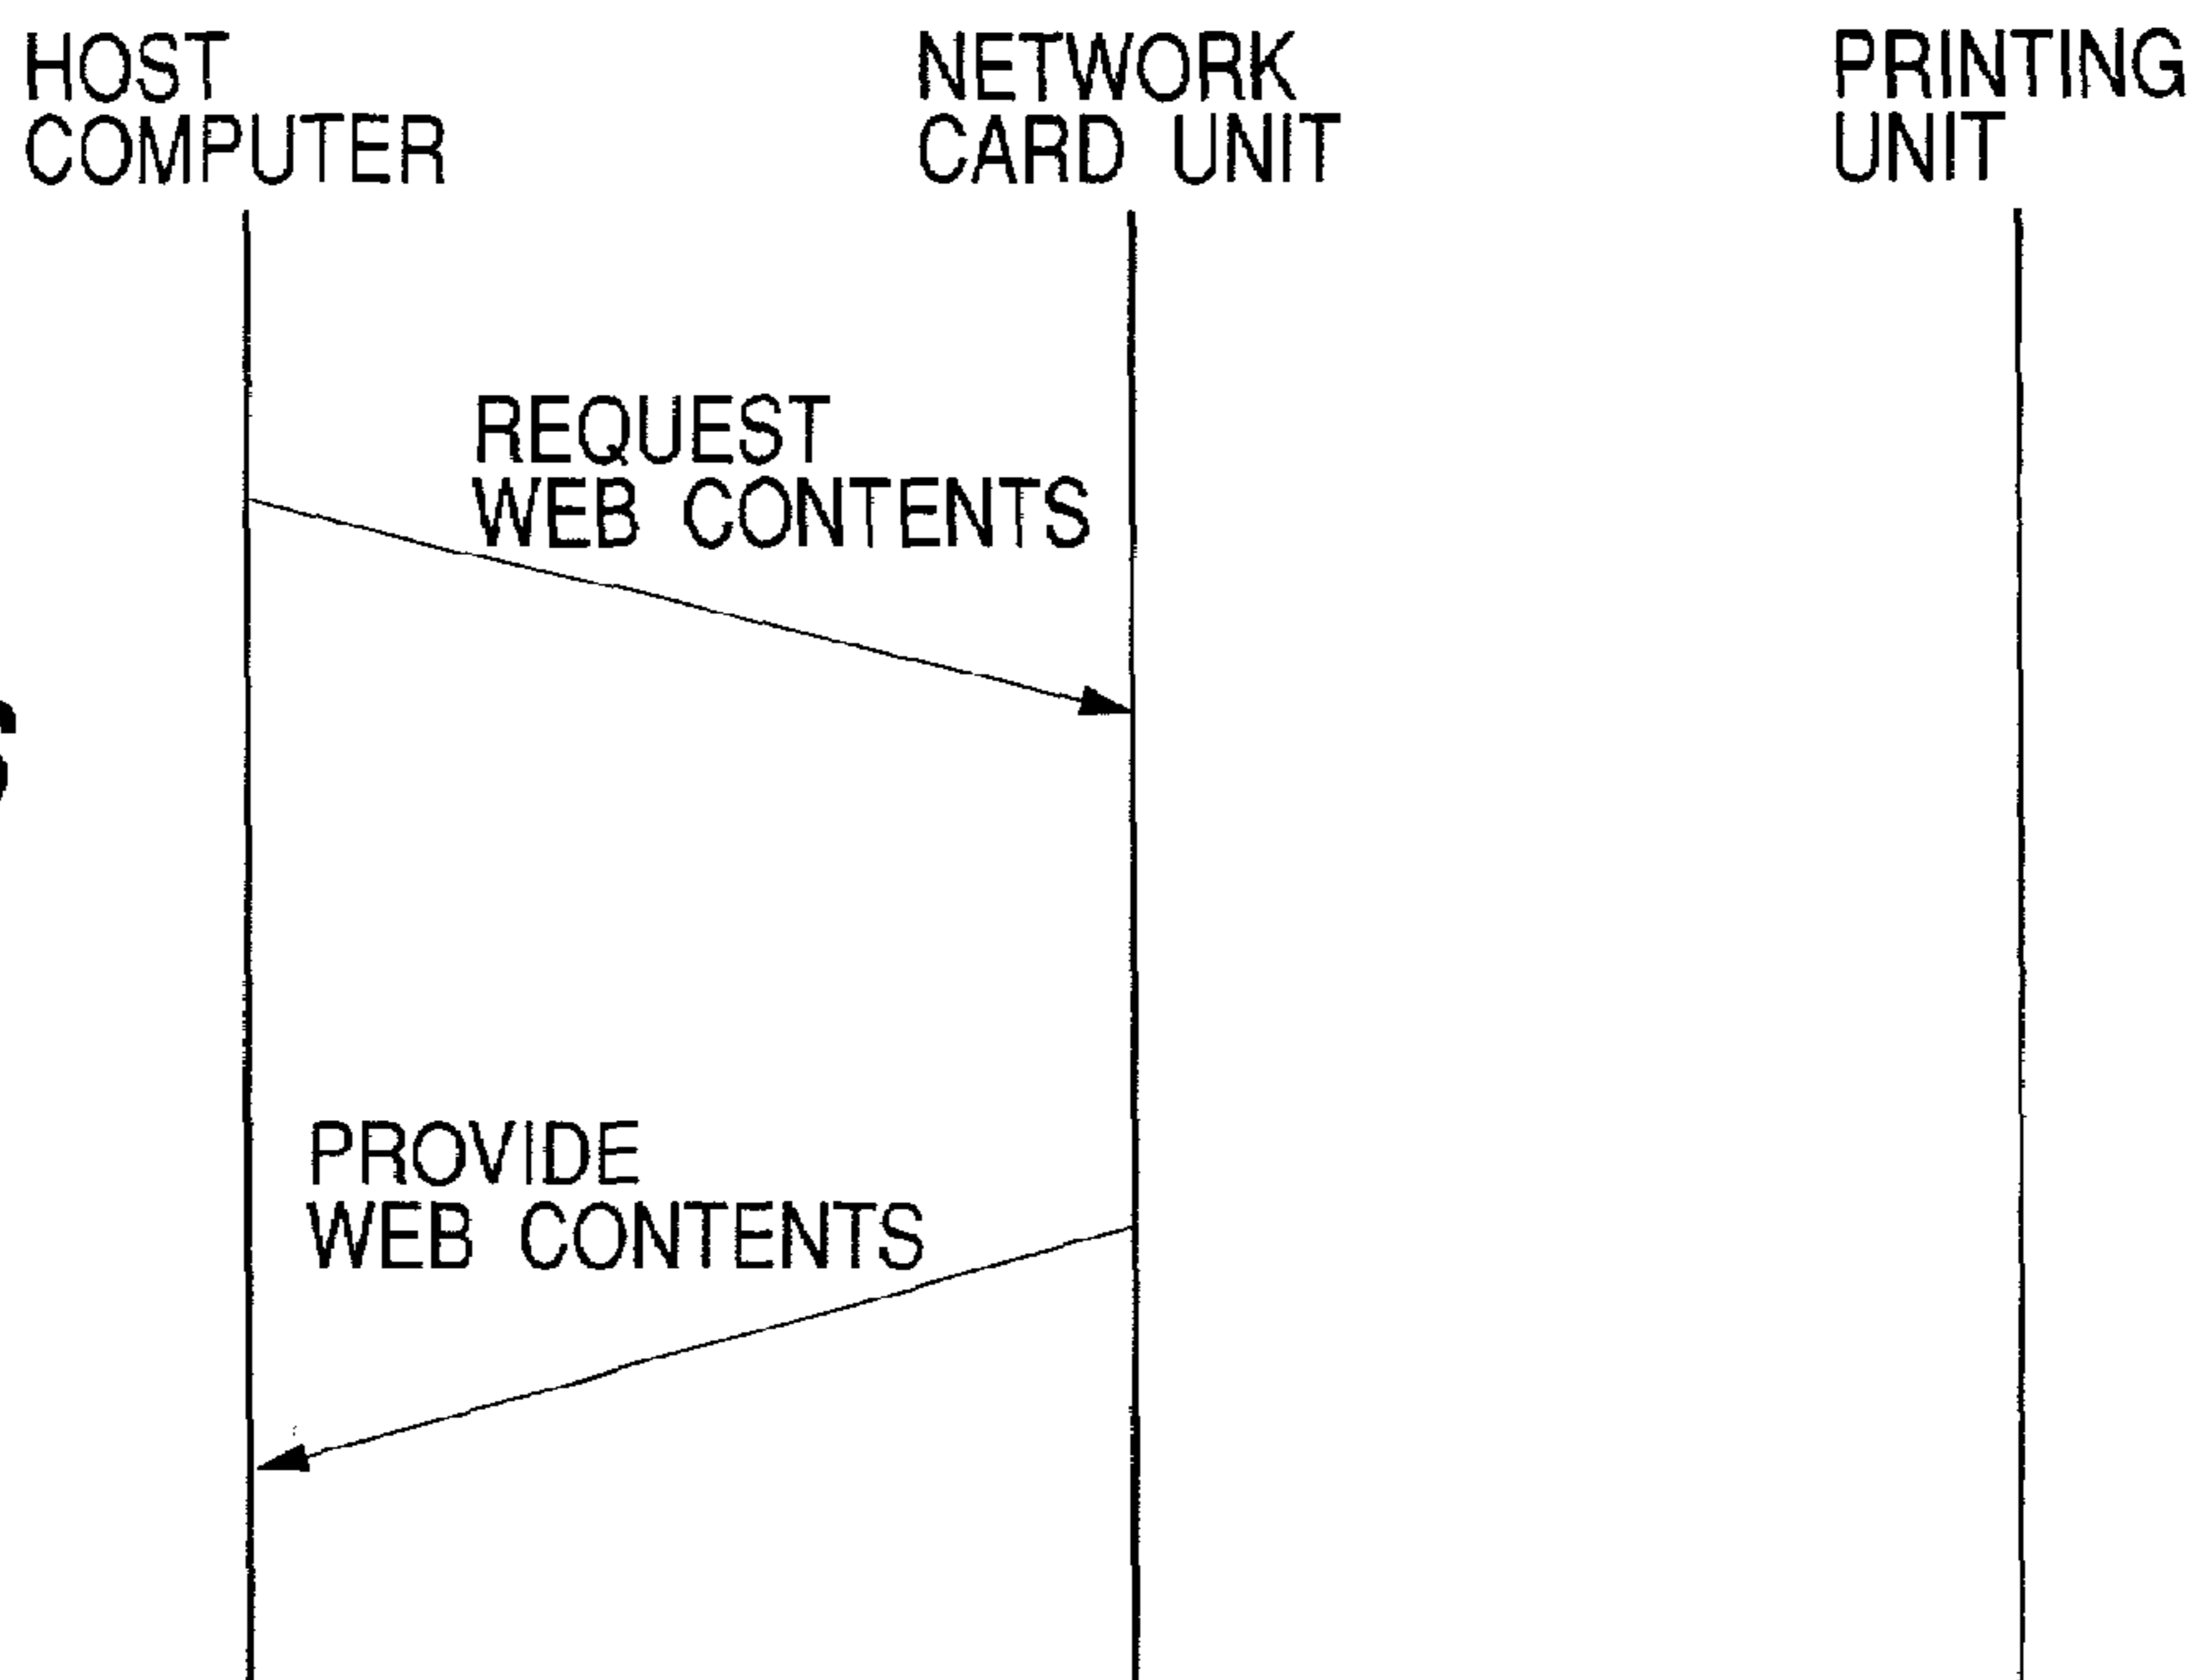 HOST
COMPUTER
NETWORK
CARD UNIT
PRINTING
UNIT
REQUEST
WEB CONTENTS
PROVIDE
WEB CONTENTS